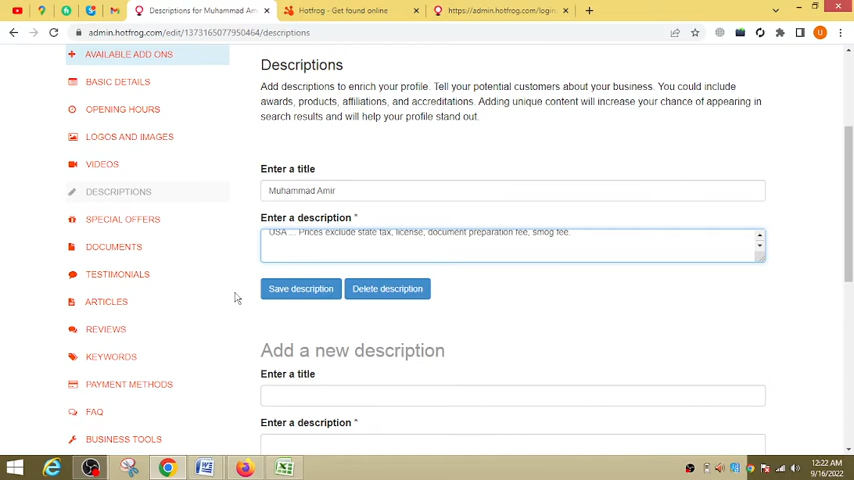 Descriptions for Muhammad Am
Hotfrog - Get found online
https://admin.hotfrog.com/login
admin.hotfrog.com/edit/1373165077950464/descriptions
AVAILABLE ADD ONS
BASIC DETAILS
OPENING HOURS
LOGOS AND IMAGES
VIDEOS
DESCRIPTIONS
SPECIAL OFFERS
DOCUMENTS
TESTIMONIALS
ARTICLES
REVIEWS
KEYWORDS
PAYMENT METHODS
FAQ
BUSINESS TOOLS
Descriptions
Add descriptions to enrich your profile. Tell your potential customers about your business. You could include
awards, products, affiliations, and accreditations. Adding unique content will increase your chance of appearing in
search results and will help your profile stand out.
Enter a title
Muhammad Amir
Enter a description *
USA ... Prices exclude state tax, license, document preparation fee, smog fee.
Save description
Delete description
Add a new description
Enter a title
Enter a description *
U
12:22 AM
9/16/2022